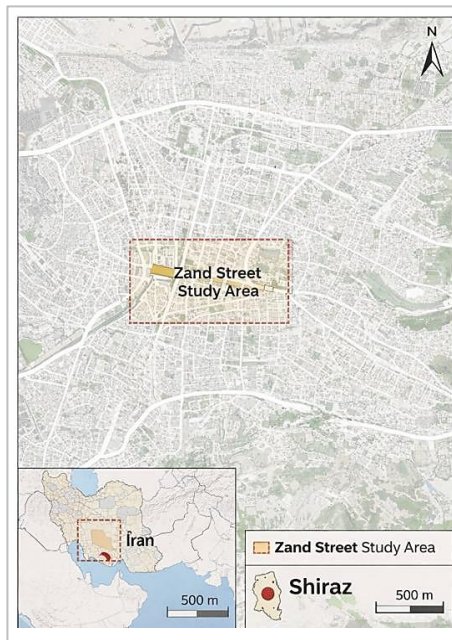 N
Zand Street
Study Area
Iran
500 m
Zand Street Study Area
Shiraz
500 m